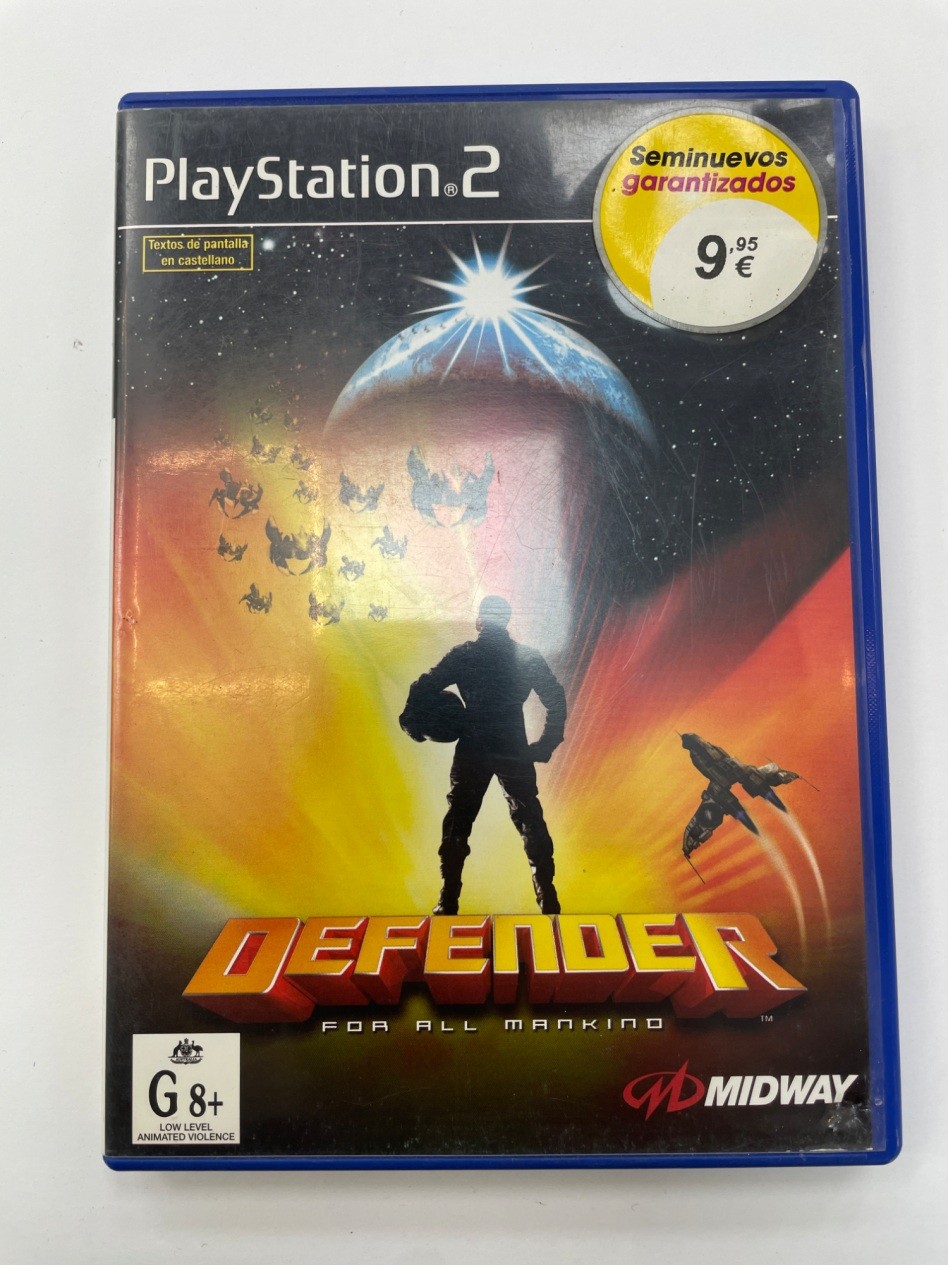 PlayStation®2
Seminuevos
garantizados
9,95 €
Textos de pantalla
en castellano
DEFENDER
TM
FOR ALL MANKIND
AUSTRALIA
G 8+
LOW LEVEL
ANIMATED VIOLENCE
MIDWAY